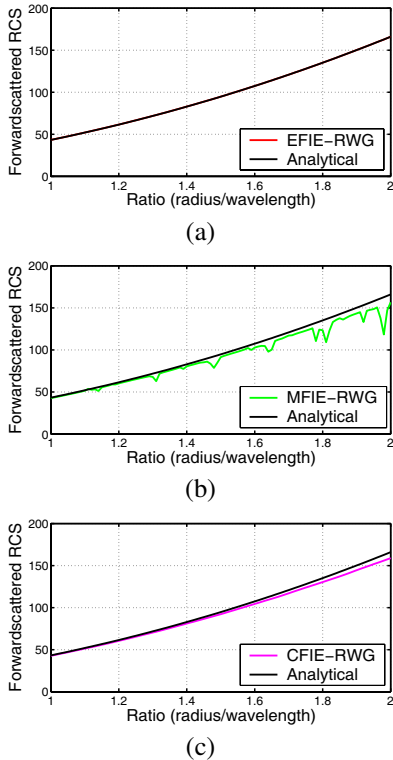 200
150
100
50
0
Forwardscattered RCS
EFIE−RWG
Analytical
1 1.2 1.4 1.6 1.8 2
Ratio (radius/wavelength)
(a)
200
150
100
50
0
Forwardscattered RCS
MFIE−RWG
Analytical
1 1.2 1.4 1.6 1.8 2
Ratio (radius/wavelength)
(b)
200
150
100
50
0
Forwardscattered RCS
CFIE−RWG
Analytical
1 1.2 1.4 1.6 1.8 2
Ratio (radius/wavelength)
(c)